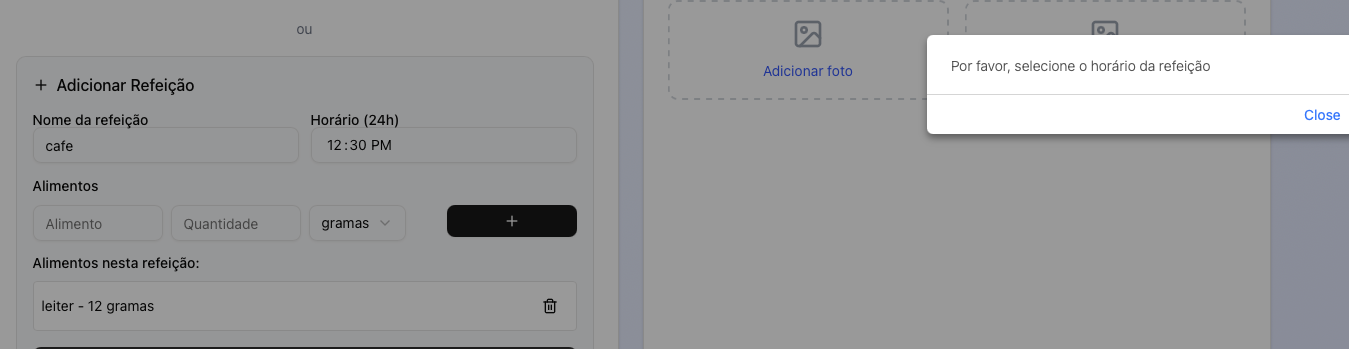 ou
Adicionar Refeição
Nome da refeição
Horário (24h)
cafe
12:30 PM
Alimentos
Alimento
Quantidade
gramas
Alimentos nesta refeição:
leiter - 12 gramas
Adicionar foto
Por favor, selecione o horário da refeição
Close